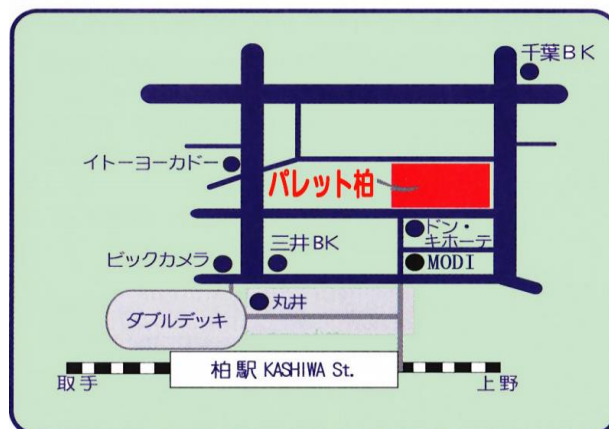 千葉BK
イトーヨーカドー
パレット柏
ドン・
キホーテ
三井BK
ビックカメラ
MODI
丸井
ダブルデッキ
柏駅 KASHIWA St.
取手
上野